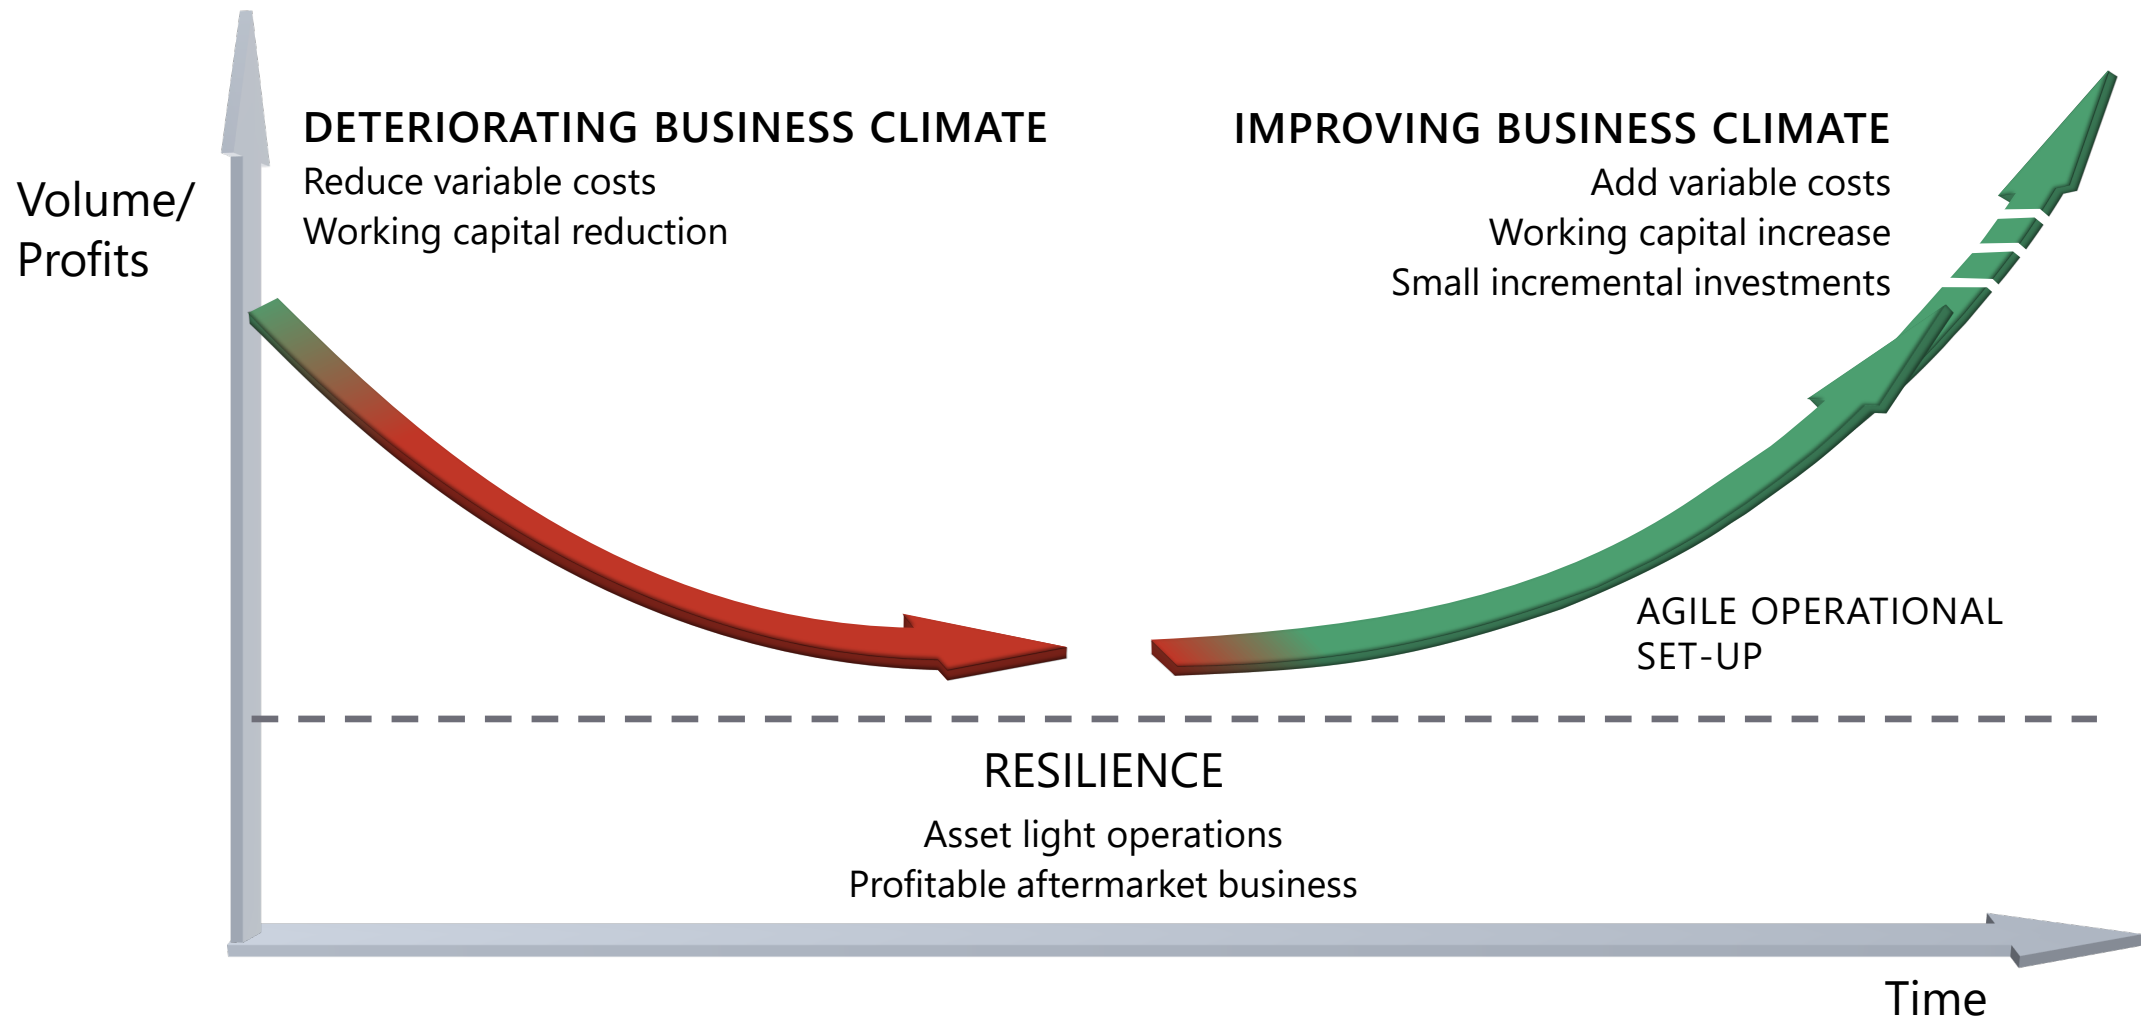 Volume/
Profits
DETERIORATING BUSINESS CLIMATE
Reduce variable costs
Working capital reduction
IMPROVING BUSINESS CLIMATE
Add variable costs
Working capital increase
Small incremental investments
AGILE OPERATIONAL
SET-UP
RESILIENCE
Asset light operations
Profitable aftermarket business
Time